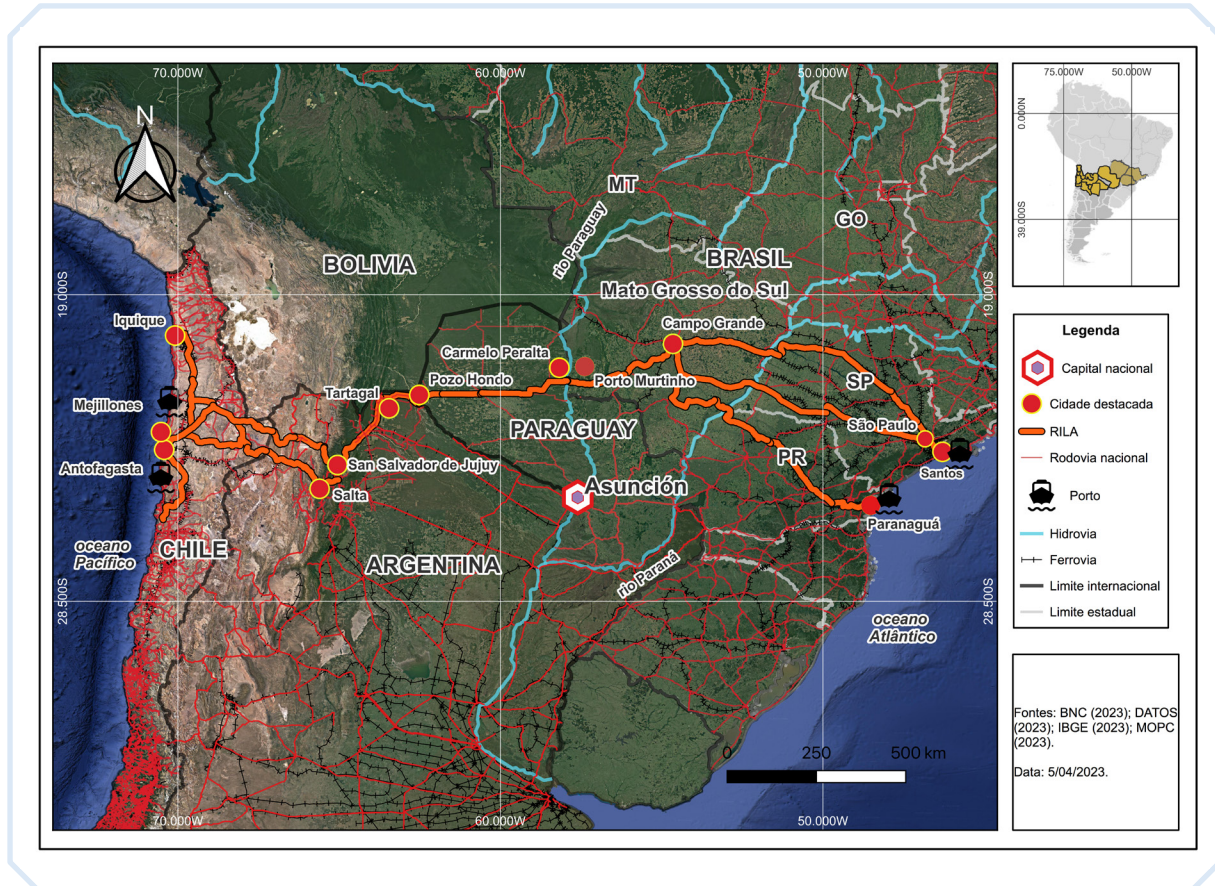 70.000W
60.000W
50.000W
N
MT
GO
rio Paraguay
BOLIVIA
BRASIL
19.000S
Mato Grosso do Sul
19.000S
Iquique
Campo Grande
Carmelo Peralta
Pozo Hondo
Porto Murtinho
Tartagal
SP
Mejillones
São Paulo
PARAGUAY
PR
Antofagasta
San Salvador de Jujuy
Santos
Salta
Asunción
Paranaguá
oceano
Pacífico
CHILE
ARGENTINA
rio Paraná
28.500S
28.500S
oceano
Atlântico
0
250
500 km
70.000W
60.000W
50.000W
75.000W
50.000W
0.000N
39.000S
Legenda
Capital nacional
Cidade destacada
RILA
Rodovia nacional
Porto
Hidrovia
Ferrovia
Limite internacional
Limite estadual
Fontes: BNC (2023); DATOS
(2023); IBGE (2023); MOPC
(2023).
Data: 5/04/2023.